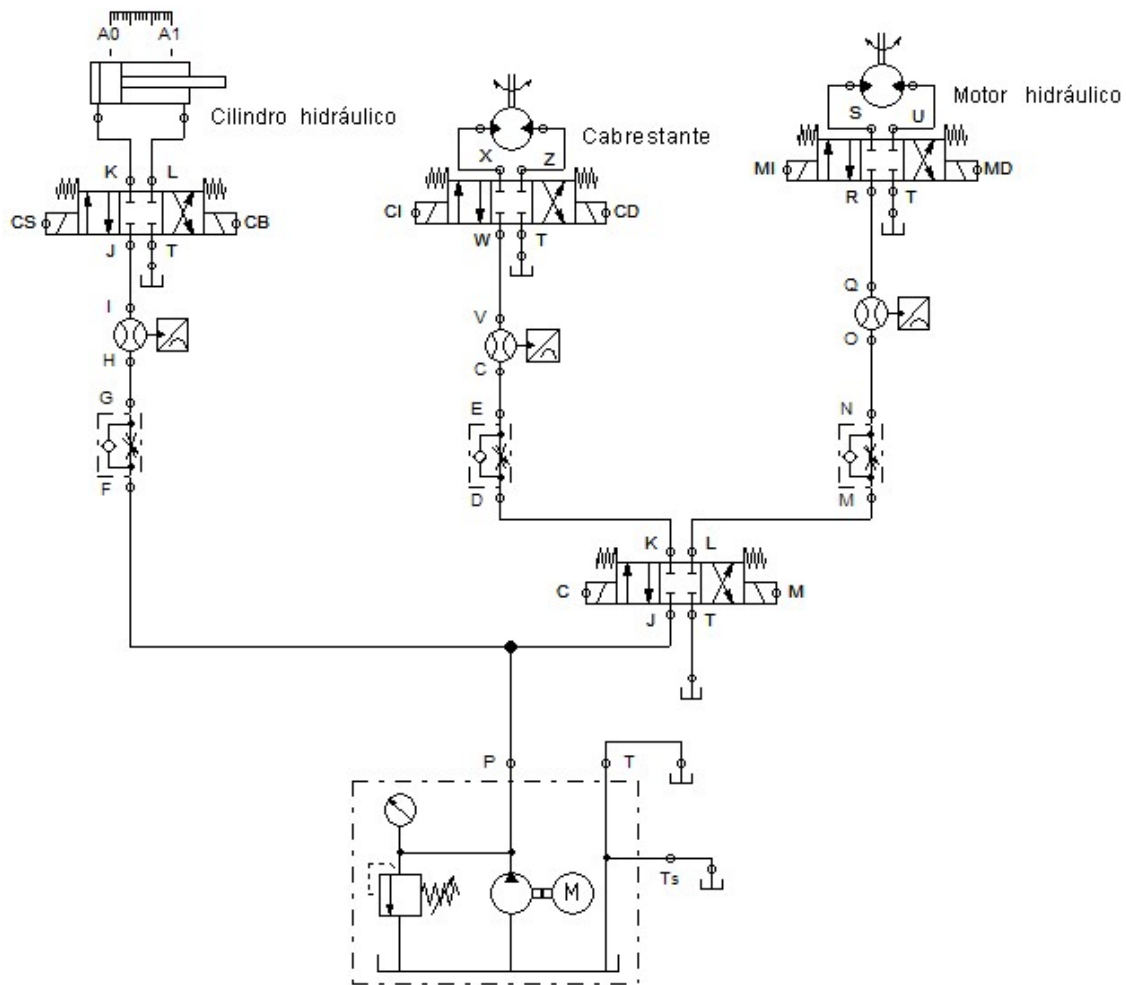 A0 A1
Cilindro hidráulico
K L
CS CB
J T
I
H
G
F
Cabrestante
X Z
CI CD
W T
V
C
E
D
Motor hidráulico
S U
MI MD
R T
Q
O
N
M
K L
C M
J T
P T
Ts
M